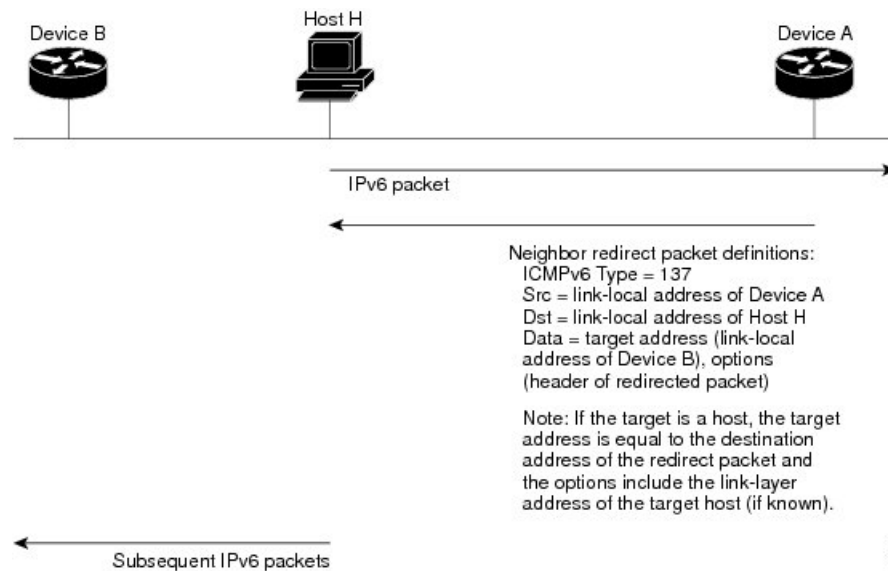 Device B
Host H
Device A
IPv6 packet
Neighbor redirect packet definitions:
ICMPv6 Type = 137
Src = link-local address of Device A
Dst = link-local address of Host H
Data = target address (link-local
address of Device B), options
(header of redirected packet)
Note: If the target is a host, the target
address is equal to the destination
address of the redirect packet and
the options include the link-layer
address of the target host (if known).
Subsequent IPv6 packets